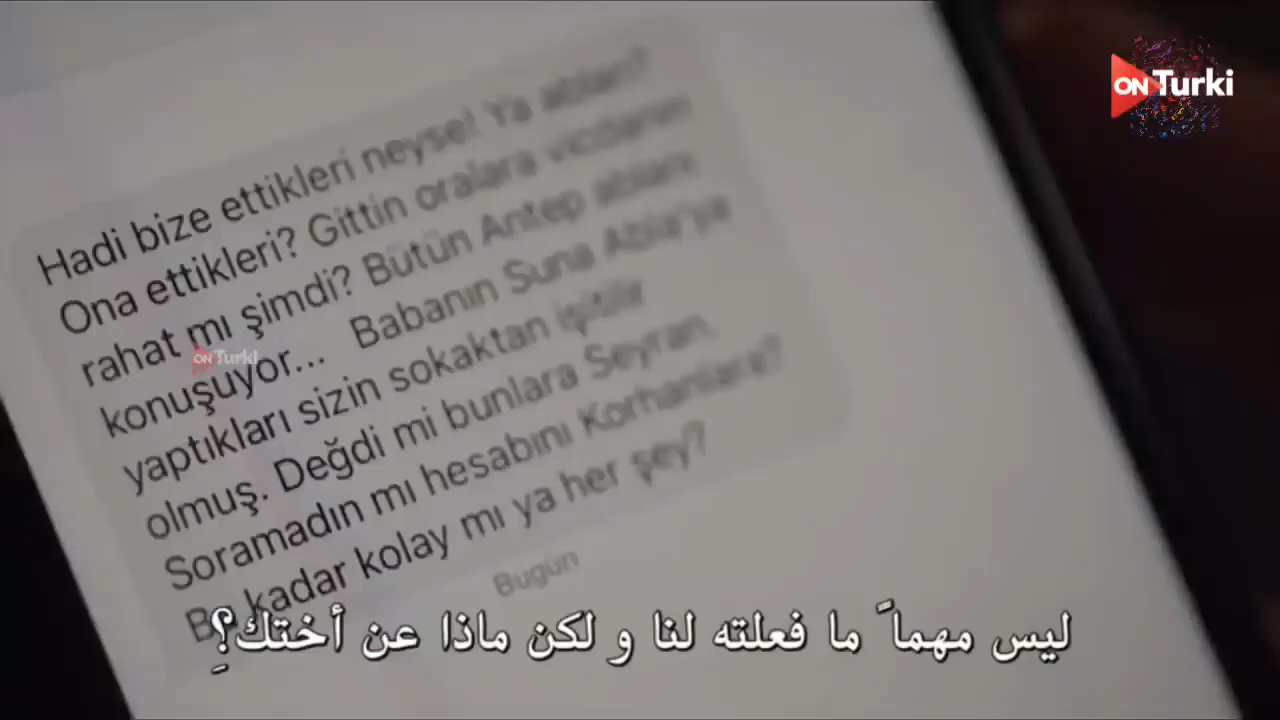 ON Turki
Hadi bize ettikleri neyse! Ya ablan?
Ona ettikleri? Gittin oralara vicdanın
rahat mı şimdi? Bütün Antep ablanı
konuşuyor... Babanın Suna Abla'ya
yaptıkları sizin sokaktan işitilir
olmuş. Değdi mi bunlara Seyran.
Soramadın mı hesabını Korhanlara?
Bu kadar kolay mı ya her şey?
Bugün
ON Turki
ليس مهماً ما فعلته لنا و لكن ماذا عن أختك؟ِ